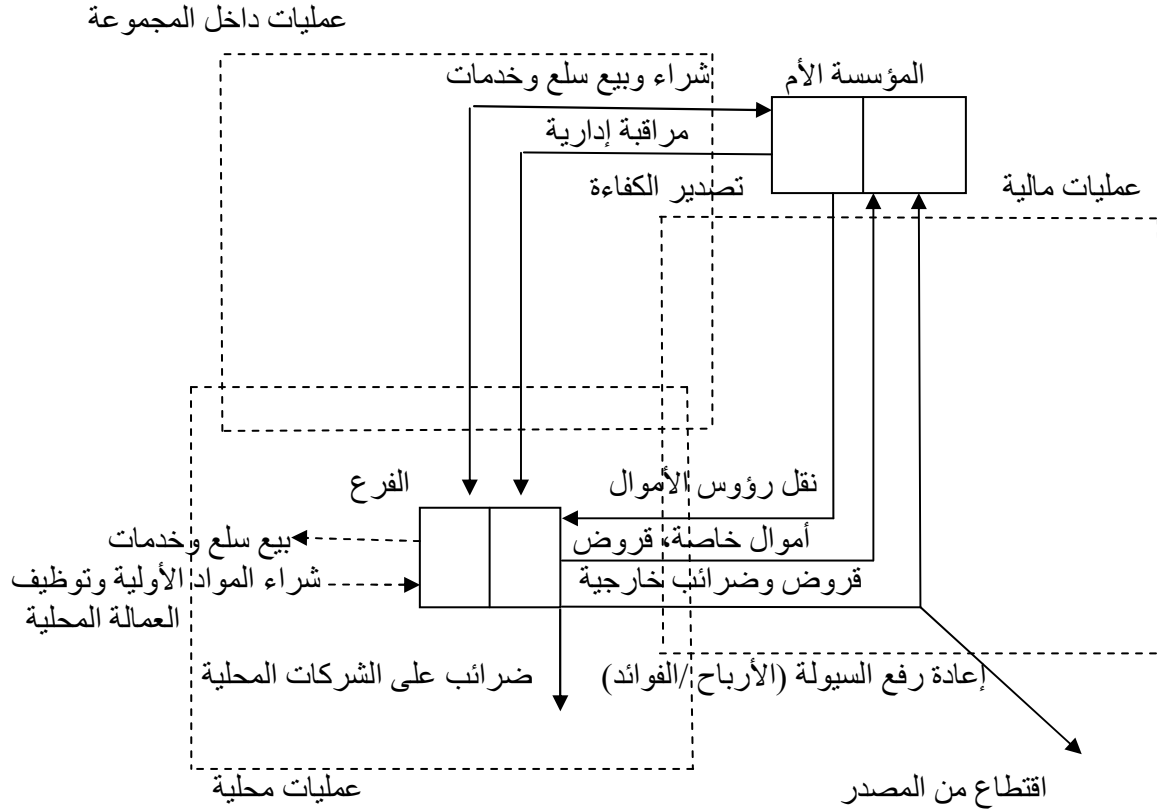 عمليات داخل المجموعة
شراء وبيع سلع وخدمات
المؤسسة الأم
مراقبة إدارية
تصدير الكفاءة
عمليات مالية
الفرع
نقل رؤوس الأموال
أموال خاصة، قروض
بيع سلع وخدمات
قروض وضرائب خارجية
شراء المواد الأولية وتوظيف
العمالة المحلية
ضرائب على الشركات المحلية
إعادة رفع السيولة (الأرباح /الفوائد)
عمليات محلية
اقتطاع من المصدر